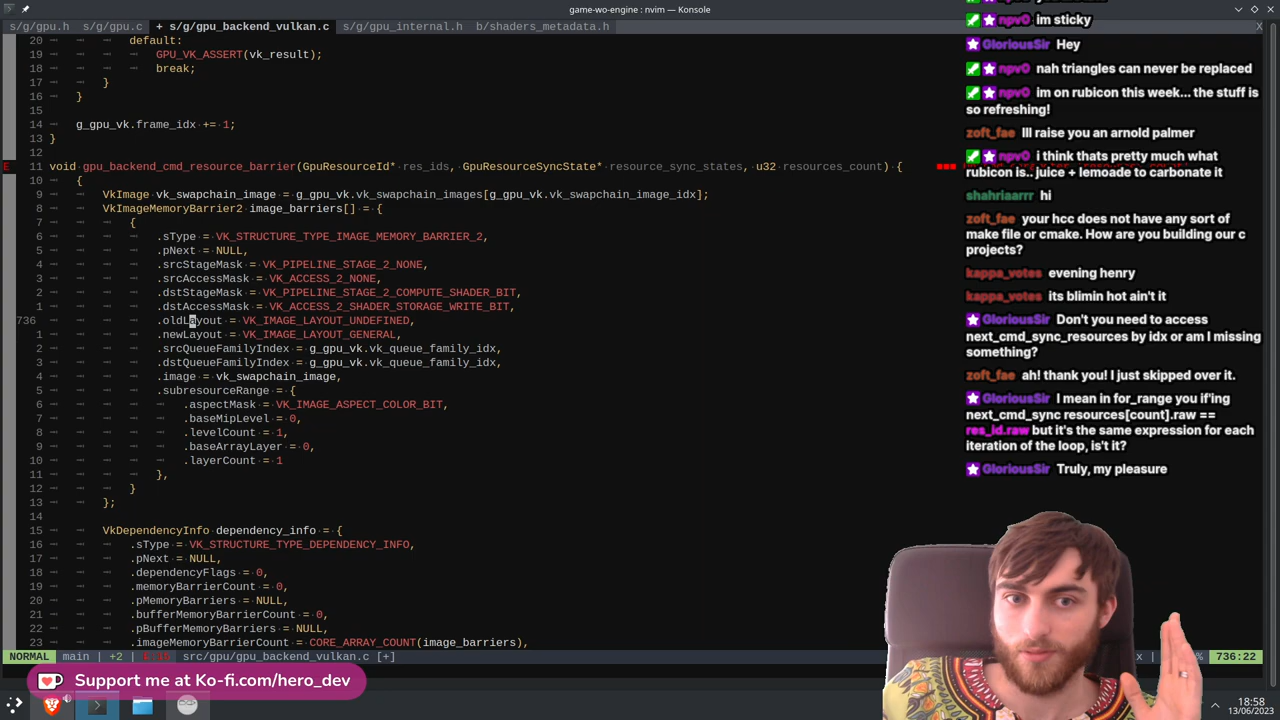 game-wo-engine : nvim — Konsole
s/g/gpu.h s/g/gpu.c + s/g/gpu_backend_vulkan.c s/g/gpu_internal.h b/shaders_metadata.h X
20 default:
19 GPU_VK_ASSERT(vk_result);
18 break;
17 }
16 }
15
14 g_gpu_vk.frame_idx += 1;
13 }
12
E 11 void gpu_backend_cmd_resource_barrier(GpuResourceId* res_ids, GpuResourceSyncState* resource_sync_states, u32 resources_count) {
10 {
9 VkImage vk_swapchain_image = g_gpu_vk.vk_swapchain_images[g_gpu_vk.vk_swapchain_image_idx];
8 VkImageMemoryBarrier2 image_barriers[] = {
7 {
6 .sType = VK_STRUCTURE_TYPE_IMAGE_MEMORY_BARRIER_2,
5 .pNext = NULL,
4 .srcStageMask = VK_PIPELINE_STAGE_2_NONE,
3 .srcAccessMask = VK_ACCESS_2_NONE,
2 .dstStageMask = VK_PIPELINE_STAGE_2_COMPUTE_SHADER_BIT,
1 .dstAccessMask = VK_ACCESS_2_SHADER_STORAGE_WRITE_BIT,
736 .oldLayout = VK_IMAGE_LAYOUT_UNDEFINED,
1 .newLayout = VK_IMAGE_LAYOUT_GENERAL,
2 .srcQueueFamilyIndex = g_gpu_vk.vk_queue_family_idx,
3 .dstQueueFamilyIndex = g_gpu_vk.vk_queue_family_idx,
4 .image = vk_swapchain_image,
5 .subresourceRange = {
6 .aspectMask = VK_IMAGE_ASPECT_COLOR_BIT,
7 .baseMipLevel = 0,
8 .levelCount = 1,
9 .baseArrayLayer = 0,
10 .layerCount = 1
11 },
12 }
13 };
14
15 VkDependencyInfo dependency_info = {
16 .sType = VK_STRUCTURE_TYPE_DEPENDENCY_INFO,
17 .pNext = NULL,
18 .dependencyFlags = 0,
19 .memoryBarrierCount = 0,
20 .pMemoryBarriers = NULL,
21 .bufferMemoryBarrierCount = 0,
22 .pBufferMemoryBarriers = NULL,
23 .imageMemoryBarrierCount = CORE_ARRAY_COUNT(image_barriers),
NORMAL main | +2 | src/gpu/gpu_backend_vulkan.c [+] 736:22
npv0 im sticky
GloriousSir Hey
npv0 nah triangles can never be replaced
npv0 im on rubicon this week... the stuff is
so refreshing!
zoft_fae Ill raise you an arnold palmer
npv0 i think thats pretty much what
rubicon is.. juice + lemoade to carbonate it
shahriaarrr hi
zoft_fae your hcc does not have any sort of
make file or cmake. How are you building our c
projects?
kappa_votes evening henry
kappa_votes its blimin hot ain't it
GloriousSir Don't you need to access
next_cmd_sync_resources by idx or am I missing
something?
zoft_fae ah! thank you! I just skipped over it.
GloriousSir I mean in for_range you if'ing
next_cmd_sync resources[count].raw ==
res_id.raw but it's the same expression for each
iteration of the loop, is't it?
GloriousSir Truly, my pleasure
Support me at Ko-fi.com/hero_dev
18:58
13/06/2023